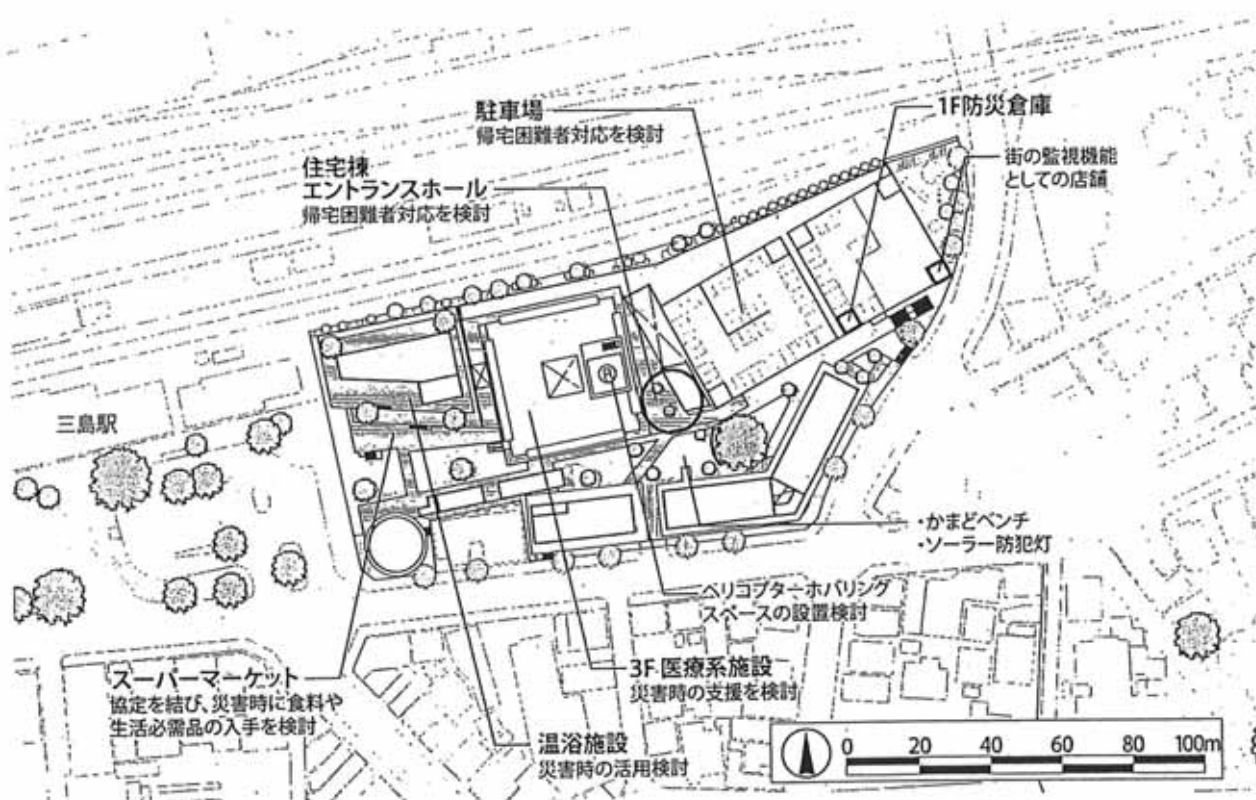 駐車場
帰宅困難者対応を検討
1F防災倉庫
街の監視機能
としての店舗
住宅棟
エントランスホール
帰宅困難者対応を検討
三島駅
R
・かまどベンチ
・ソーラー防犯灯
ヘリコプターホバリング
スペースの設置検討
3F 医療系施設
災害時の支援を検討
スーパーマーケット
協定を結び、災害時に食料や
生活必需品の入手を検討
温浴施設
災害時の活用検討
0 20 40 60 80 100m